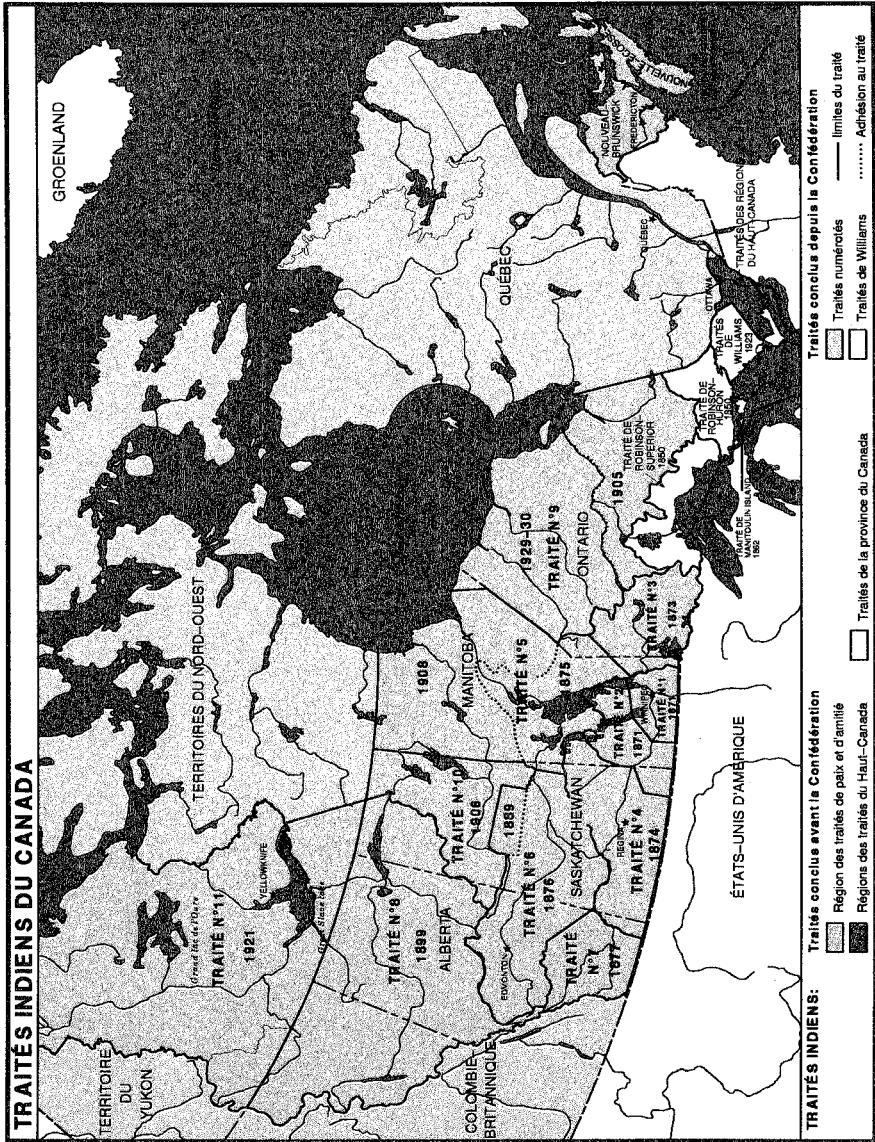 TRAITÉS INDIENS DU CANADA
GROENLAND
TERRITOIRE
DU
YUKON
Grand lac de l'Ours
TRAITÉ N°11
1921
YELLOWKNIFE
TERRITOIRES DU NORD-OUEST
COLOMBIE
BRITANNIQUE
TRAITÉ N°8
1899
ALBERTA
EDMONTON
TRAITÉ N°10
1906
1889
TRAITÉ N°6
1876
SASKATCHEWAN
TRAITÉ
N°7
1877
REGINA
TRAITÉ N°4
1874
1908
MANITOBA
TRAITÉ N°5
1875
TRAITÉ N°2
1871
TRAITÉ N°1
1871
TRAITÉ N°3
1873
1929-30
TRAITÉ N°9
ONTARIO
1905
TRAITÉ DE
ROBINSON-
SUPERIOR
1850
TRAITÉ DE
ROBINSON-
HURON
1850
TRAITÉ DE
MANITOULIN ISLAND
1862
TRAITÉS
DE
WILLIAMS
1923
OTTAWA
TRAITÉS DES RÉGIONS
DU HAUT-CANADA
QUÉBEC
QUÉBEC
NOUVEAU
BRUNSWICK
FREDERICTON
NOUVELLE-ÉCOSSE
ÉTATS-UNIS D'AMÉRIQUE
TRAITÉS INDIENS:
Traités conclus avant la Confédération
Région des traités de paix et d'amitié
Régions des traités du Haut-Canada
Traités de la province du Canada
Traités conclus depuis la Confédération
Traités numérotés
Traités de Williams
limites du traité
Adhésion au traité